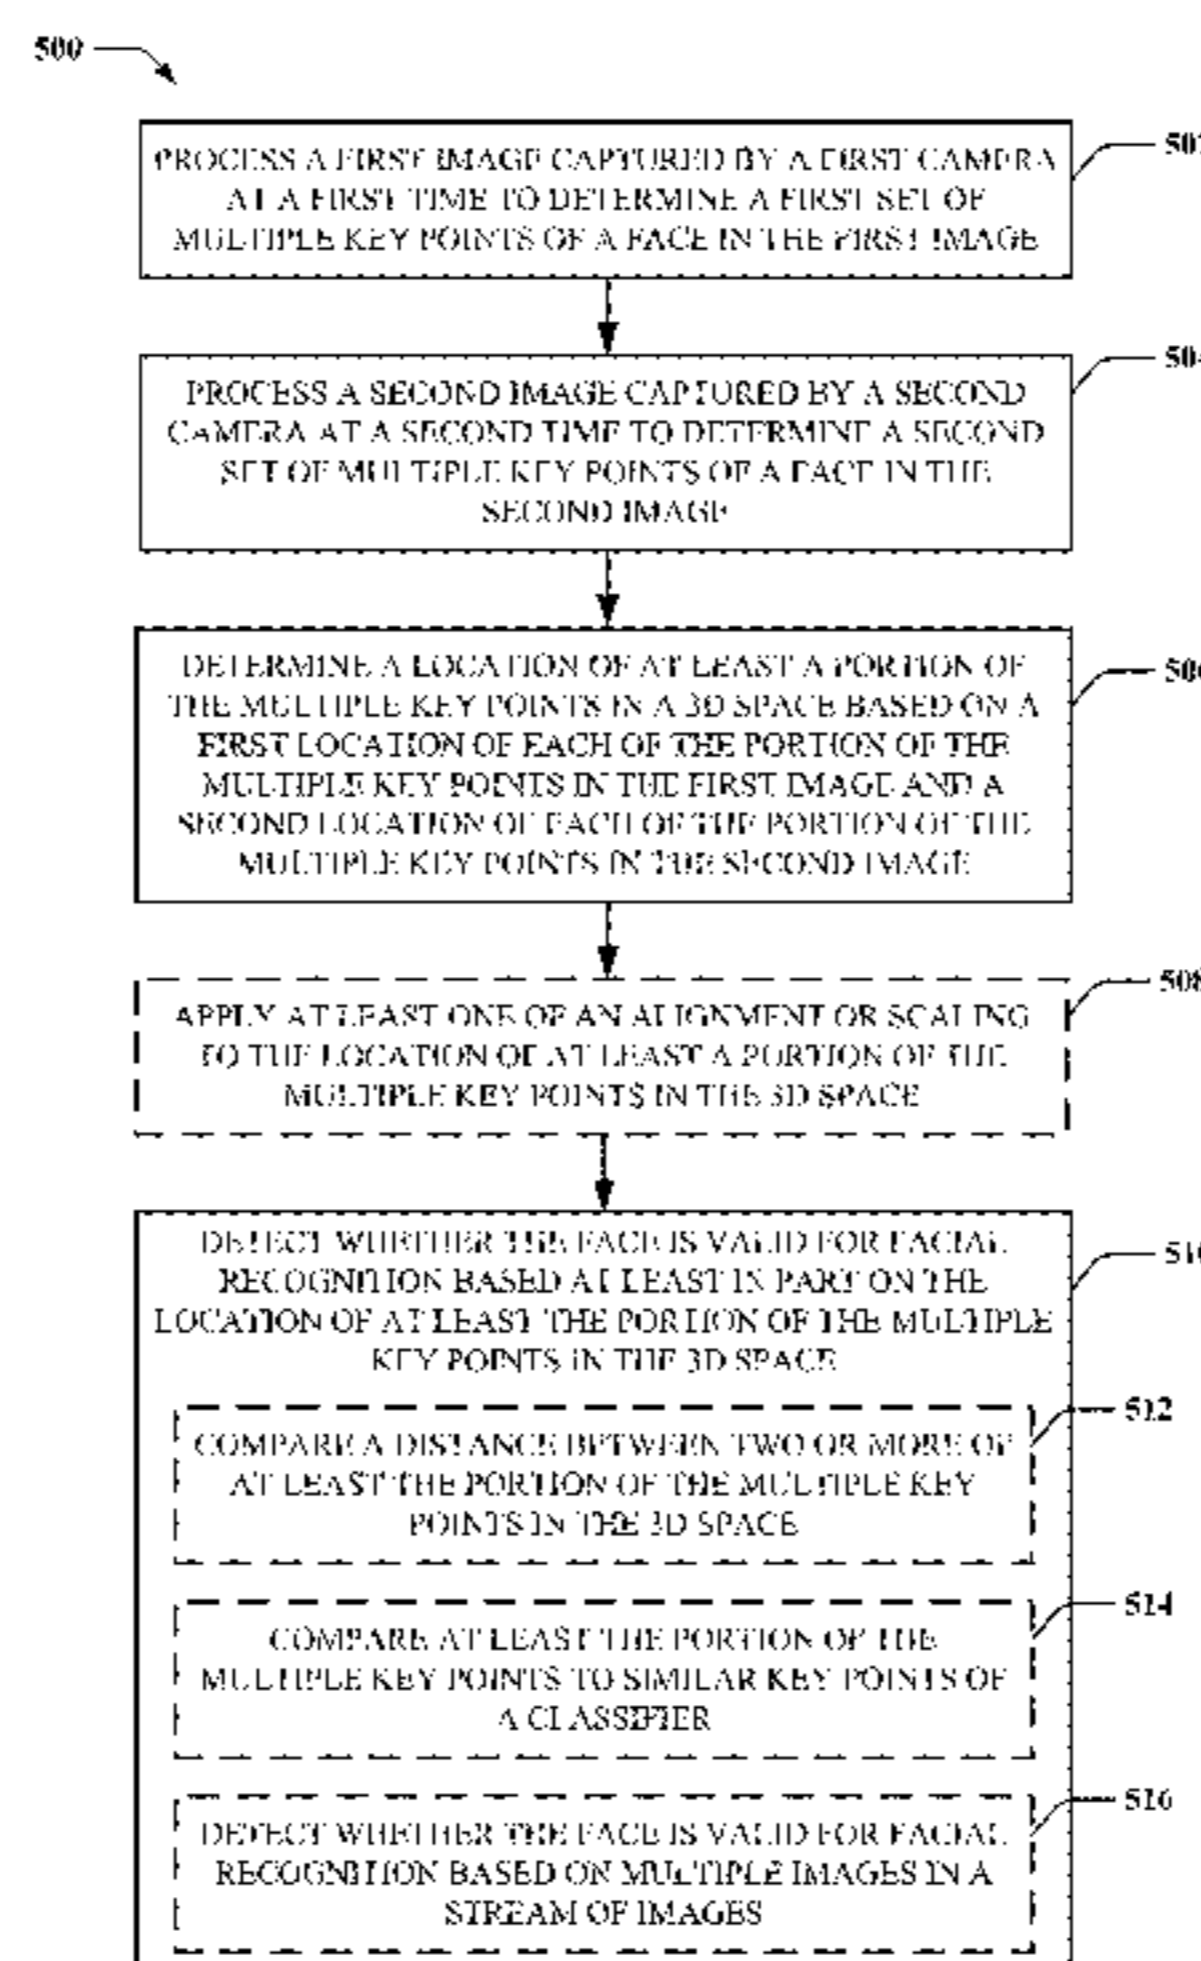 500
PROCESS A FIRST IMAGE CAPTURED BY A FIRST CAMERA
AT A FIRST TIME TO DETERMINE A FIRST SET OF
MULTIPLE KEY POINTS OF A FACE IN THE FIRST IMAGE
PROCESS A SECOND IMAGE CAPTURED BY A SECOND
CAMERA AT A SECOND TIME TO DETERMINE A SECOND
SET OF MULTIPLE KEY POINTS OF A FACE IN THE
SECOND IMAGE
DETERMINE A LOCATION OF AT LEAST A PORTION OF
THE MULTIPLE KEY POINTS IN A 3D SPACE BASED ON A
FIRST LOCATION OF EACH OF THE PORTION OF THE
MULTIPLE KEY POINTS IN THE FIRST IMAGE AND A
SECOND LOCATION OF EACH OF THE PORTION OF THE
MULTIPLE KEY POINTS IN THE SECOND IMAGE
508
APPLY AT LEAST ONE OF AN ALIGNMENT OR SCALING
TO THE LOCATION OF AT LEAST A PORTION OF THE
MULTIPLE KEY POINTS IN THE 3D SPACE
DETECT WHETHER THE FACE IS VALID FOR FACIAL
RECOGNITION BASED AT LEAST IN PART ON THE
LOCATION OF AT LEAST THE PORTION OF THE MULTIPLE
KEY POINTS IN THE 3D SPACE
512
COMPARE A DISTANCE BETWEEN TWO OR MORE OF
AT LEAST THE PORTION OF THE MULTIPLE KEY
POINTS IN THE 3D SPACE
514
COMPARE AT LEAST THE PORTION OF THE
MULTIPLE KEY POINTS TO SIMILAR KEY POINTS OF
A CLASSIFIER
516
DETECT WHETHER THE FACE IS VALID FOR FACIAL
RECOGNITION BASED ON MULTIPLE IMAGES IN A
STREAM OF IMAGES